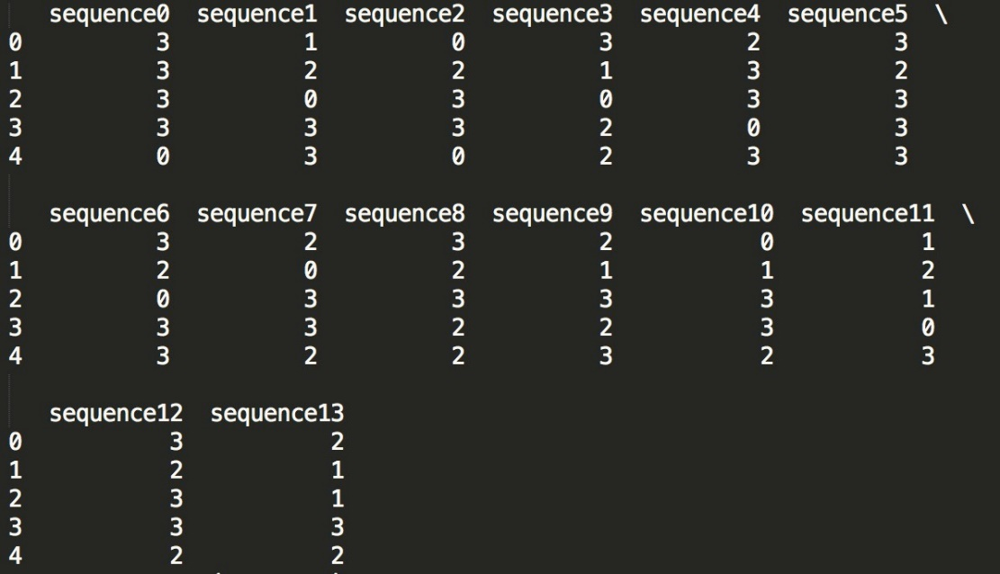 sequence0 sequence1 sequence2 sequence3 sequence4 sequence5 \
0 3 1 0 3 2 3
1 3 2 2 1 3 2
2 3 0 3 0 3 3
3 3 3 3 2 0 3
4 0 3 0 2 3 3
sequence6 sequence7 sequence8 sequence9 sequence10 sequence11 \
0 3 2 3 2 0 1
1 2 0 2 1 1 2
2 0 3 3 3 3 1
3 3 3 2 2 3 0
4 3 2 2 3 2 3
sequence12 sequence13
0 3 2
1 2 1
2 3 1
3 3 3
4 2 2